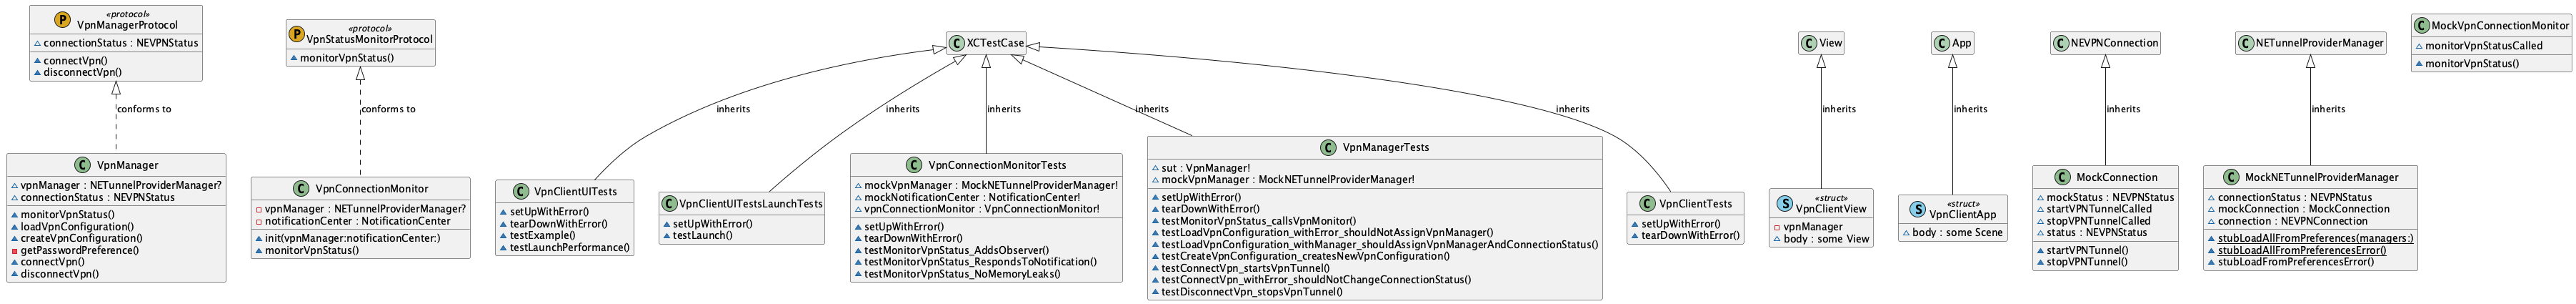 P
«protocol»
VpnManagerProtocol
connectionStatus : NEVPNStatus
connectVpn()
disconnectVpn()
conforms to
C VpnManager
vpnManager : NETunnelProviderManager?
connectionStatus : NEVPNStatus
monitorVpnStatus()
loadVpnConfiguration()
createVpnConfiguration()
getPasswordPreference()
connectVpn()
disconnectVpn()
P
«protocol»
VpnStatusMonitorProtocol
monitorVpnStatus()
conforms to
C VpnConnectionMonitor
vpnManager : NETunnelProviderManager?
notificationCenter : NotificationCenter
init(vpnManager:notificationCenter:)
monitorVpnStatus()
C XCTestCase
inherits
inherits
inherits
inherits
inherits
C VpnClientUITests
setUpWithError()
tearDownWithError()
testExample()
testLaunchPerformance()
C VpnClientUITestsLaunchTests
setUpWithError()
testLaunch()
C VpnConnectionMonitorTests
mockVpnManager : MockNETunnelProviderManager!
mockNotificationCenter : NotificationCenter!
vpnConnectionMonitor : VpnConnectionMonitor!
setUpWithError()
tearDownWithError()
testMonitorVpnStatus_AddsObserver()
testMonitorVpnStatus_RespondsToNotification()
testMonitorVpnStatus_NoMemoryLeaks()
C VpnManagerTests
sut : VpnManager!
mockVpnManager : MockNETunnelProviderManager!
setUpWithError()
tearDownWithError()
testMonitorVpnStatus_callsVpnMonitor()
testLoadVpnConfiguration_withError_shouldNotAssignVpnManager()
testLoadVpnConfiguration_withManager_shouldAssignVpnManagerAndConnectionStatus()
testCreateVpnConfiguration_createsNewVpnConfiguration()
testConnectVpn_startsVpnTunnel()
testConnectVpn_withError_shouldNotChangeConnectionStatus()
testDisconnectVpn_stopsVpnTunnel()
C VpnClientTests
setUpWithError()
tearDownWithError()
C View
inherits
S
«struct»
VpnClientView
vpnManager
body : some View
C App
inherits
S
«struct»
VpnClientApp
body : some Scene
C NEVPNConnection
inherits
C MockConnection
mockStatus : NEVPNStatus
startVPNTunnelCalled
stopVPNTunnelCalled
status : NEVPNStatus
startVPNTunnel()
stopVPNTunnel()
C NETunnelProviderManager
inherits
C MockNETunnelProviderManager
connectionStatus : NEVPNStatus
mockConnection : MockConnection
connection : NEVPNConnection
stubLoadAllFromPreferences(managers:)
stubLoadAllFromPreferencesError()
stubLoadFromPreferencesError()
C MockVpnConnectionMonitor
monitorVpnStatusCalled
monitorVpnStatus()